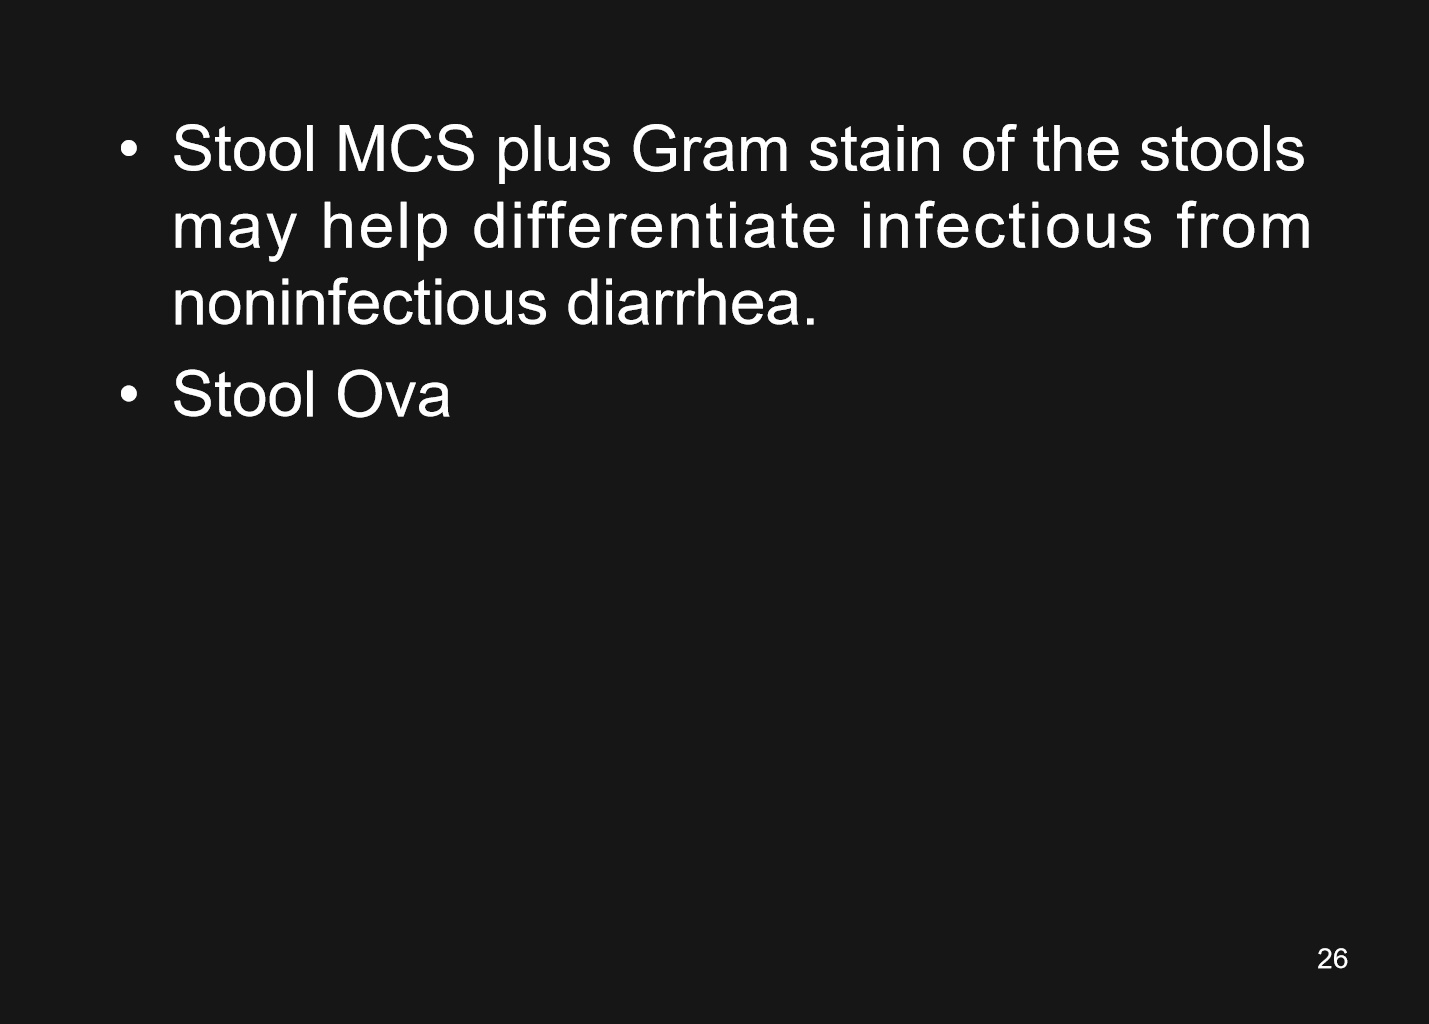 • Stool MCS plus Gram stain of the stools
may help differentiate infectious from
noninfectious diarrhea.
• Stool Ova
26